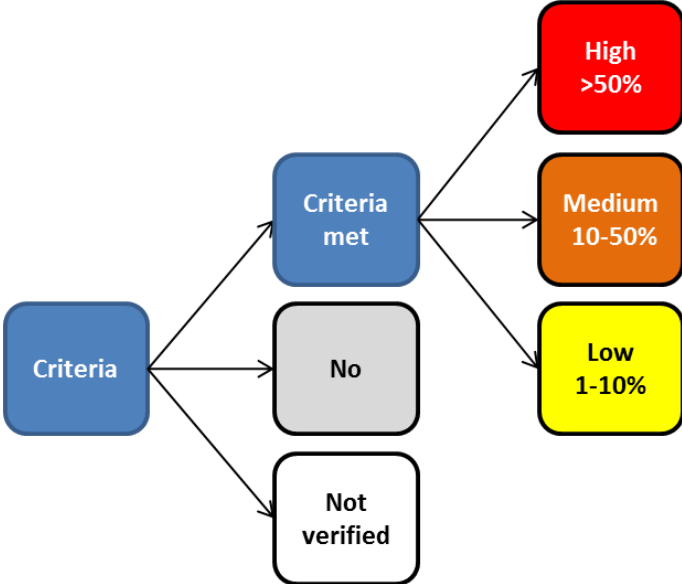 High
>50%
Criteria
met
Medium
10-50%
Criteria
No
Low
1-10%
Not
verified